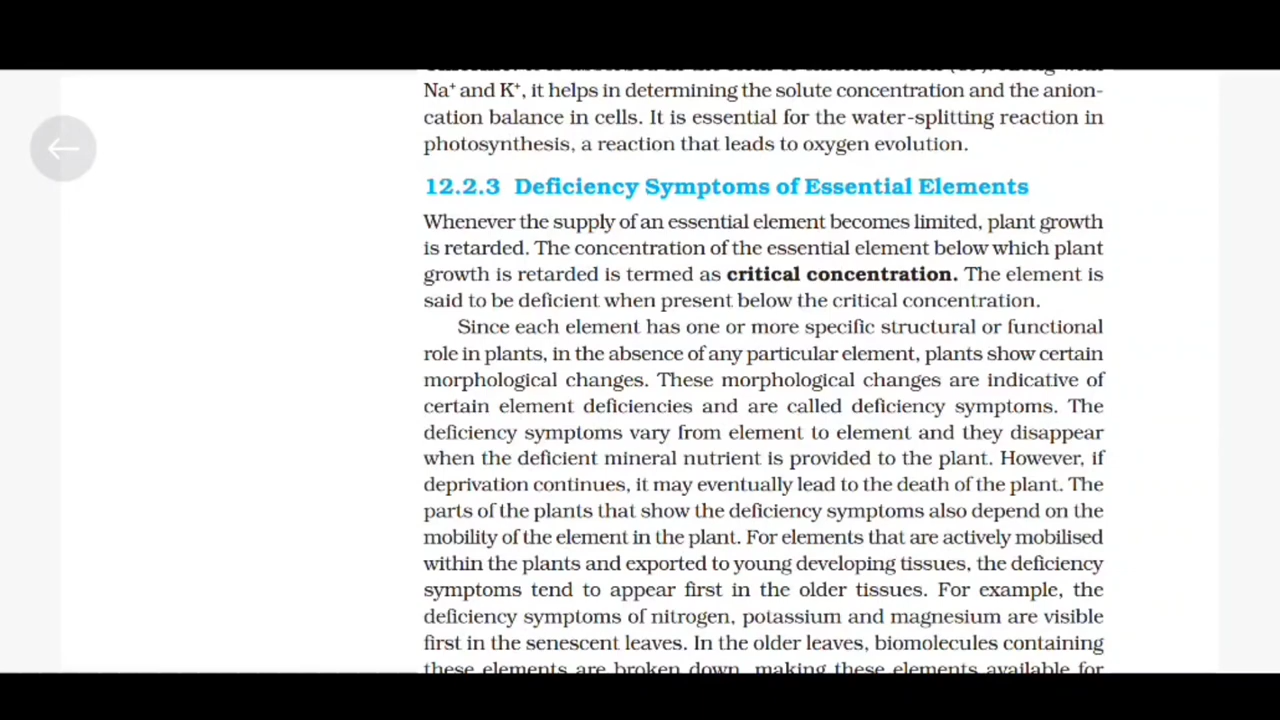 Na⁺ and K⁺, it helps in determining the solute concentration and the anion-
cation balance in cells. It is essential for the water-splitting reaction in
photosynthesis, a reaction that leads to oxygen evolution.
12.2.3 Deficiency Symptoms of Essential Elements
Whenever the supply of an essential element becomes limited, plant growth
is retarded. The concentration of the essential element below which plant
growth is retarded is termed as critical concentration. The element is
said to be deficient when present below the critical concentration.
Since each element has one or more specific structural or functional
role in plants, in the absence of any particular element, plants show certain
morphological changes. These morphological changes are indicative of
certain element deficiencies and are called deficiency symptoms. The
deficiency symptoms vary from element to element and they disappear
when the deficient mineral nutrient is provided to the plant. However, if
deprivation continues, it may eventually lead to the death of the plant. The
parts of the plants that show the deficiency symptoms also depend on the
mobility of the element in the plant. For elements that are actively mobilised
within the plants and exported to young developing tissues, the deficiency
symptoms tend to appear first in the older tissues. For example, the
deficiency symptoms of nitrogen, potassium and magnesium are visible
first in the senescent leaves. In the older leaves, biomolecules containing
these elements are broken down, making these elements available for